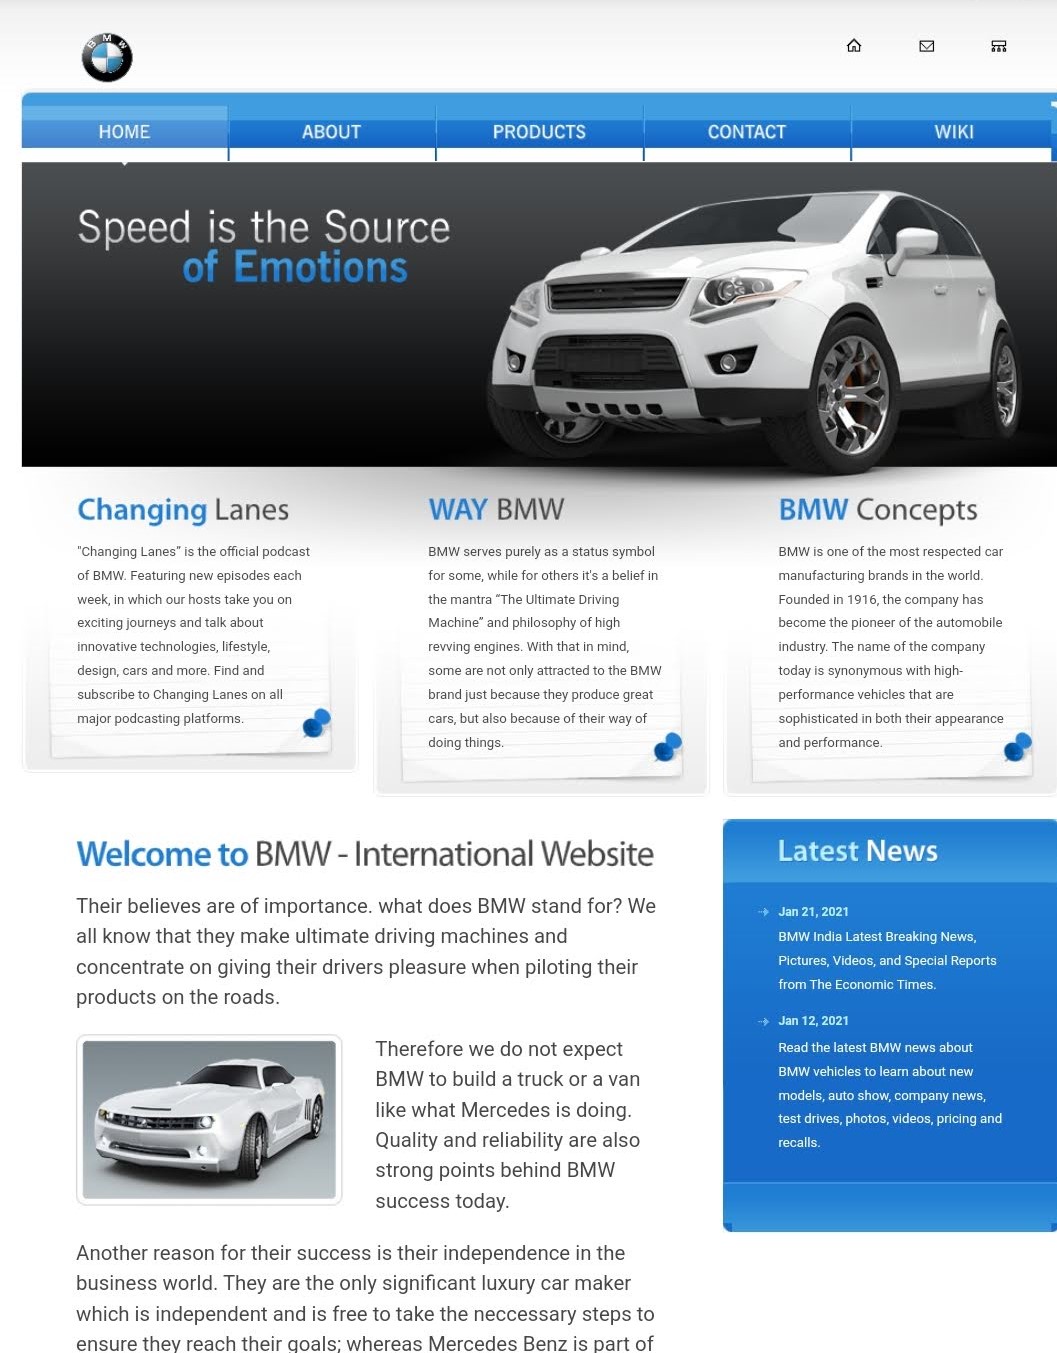 BMW
HOME
ABOUT
PRODUCTS
CONTACT
WIKI
Speed is the Source
of Emotions
Changing Lanes
"Changing Lanes” is the official podcast
of BMW. Featuring new episodes each
week, in which our hosts take you on
exciting journeys and talk about
innovative technologies, lifestyle,
design, cars and more. Find and
subscribe to Changing Lanes on all
major podcasting platforms.
WAY BMW
BMW serves purely as a status symbol
for some, while for others it's a belief in
the mantra “The Ultimate Driving
Machine” and philosophy of high
revving engines. With that in mind,
some are not only attracted to the BMW
brand just because they produce great
cars, but also because of their way of
doing things.
BMW Concepts
BMW is one of the most respected car
manufacturing brands in the world.
Founded in 1916, the company has
become the pioneer of the automobile
industry. The name of the company
today is synonymous with high-
performance vehicles that are
sophisticated in both their appearance
and performance.
Welcome to BMW - International Website
Their believes are of importance. what does BMW stand for? We
all know that they make ultimate driving machines and
concentrate on giving their drivers pleasure when piloting their
products on the roads.
Therefore we do not expect
BMW to build a truck or a van
like what Mercedes is doing.
Quality and reliability are also
strong points behind BMW
success today.
Another reason for their success is their independence in the
business world. They are the only significant luxury car maker
which is independent and is free to take the neccessary steps to
ensure they reach their goals; whereas Mercedes Benz is part of
Latest News
Jan 21, 2021
BMW India Latest Breaking News,
Pictures, Videos, and Special Reports
from The Economic Times.
Jan 12, 2021
Read the latest BMW news about
BMW vehicles to learn about new
models, auto show, company news,
test drives, photos, videos, pricing and
recalls.